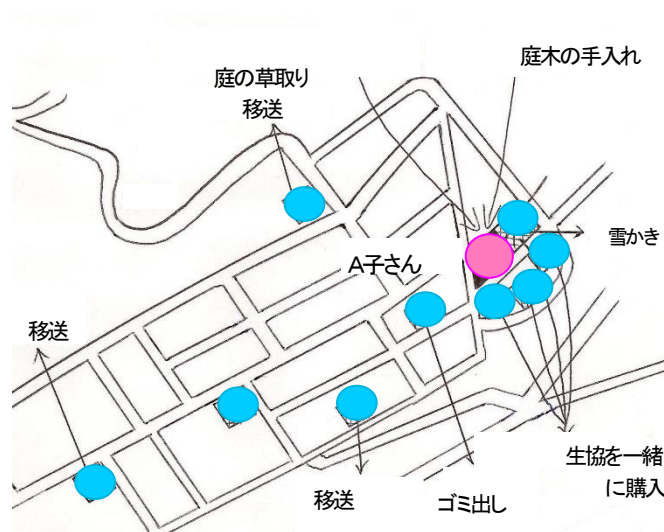 庭木の手入れ
庭の草取り
移送
雪かき
A子さん
移送
生協を一緒
に購入
移送
ゴミ出し